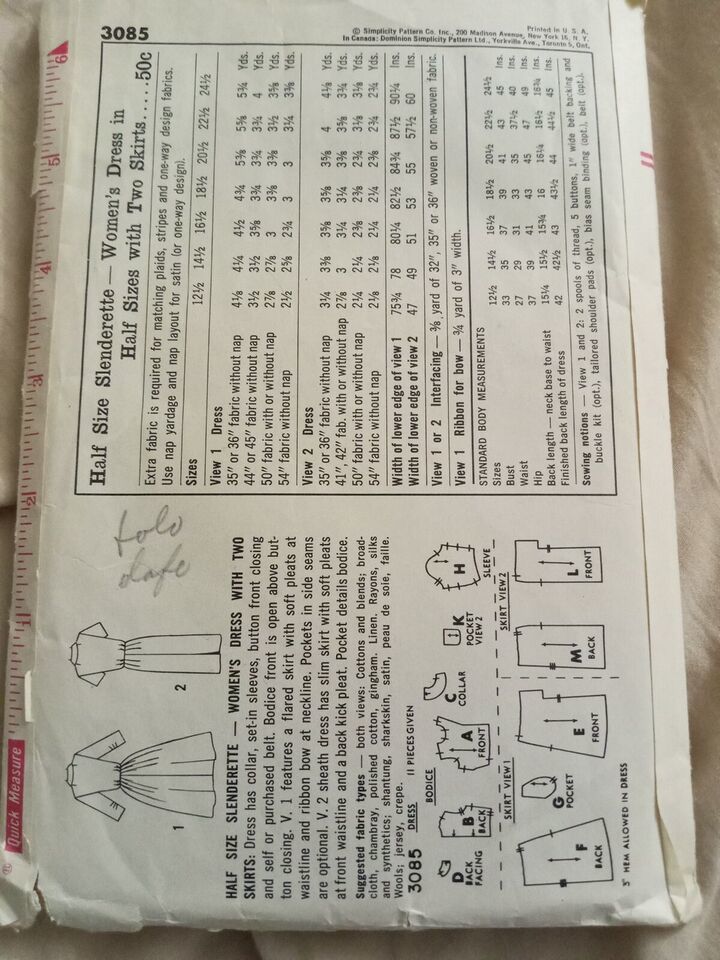 3085
© Simplicity Pattern Co. Inc., 200 Madison Avenue, New York 16, N. Y.
Printed in U. S. A.
In Canada: Dominion Simplicity Pattern Ltd., Yorkville Ave., Toronto 5, Ont.
Half Size Slenderette — Women's Dress in
Half Sizes with Two Skirts.....50c
Extra fabric is required for matching plaids, stripes and one-way design fabrics.
Use nap yardage and nap layout for satin (or one-way design).
Sizes 12½ 14½ 16½ 18½ 20½ 22½ 24½
View 1 Dress
35" or 36" fabric without nap 4⅛ 4¼ 4½ 4¾ 5⅜ 5⅝ 5¾ Yds.
44" or 45" fabric without nap 3½ 3½ 3⅝ 3¾ 3¾ 3¾ 4 Yds.
50" fabric with or without nap 2⅞ 2⅞ 3 3⅜ 3⅜ 3½ 3⅝ Yds.
54" fabric without nap 2½ 2⅝ 2¾ 3 3 3¼ 3⅜ Yds.
View 2 Dress
35" or 36" fabric without nap 3¼ 3⅜ 3⅜ 3⅜ 3⅝ 4 4⅛ Yds.
41", 42" fab. with or without nap 2⅞ 3 3¼ 3¼ 3⅜ 3⅝ 3¾ Yds.
50" fabric with or without nap 2¼ 2¼ 2⅜ 2⅜ 2¾ 3⅛ 3⅛ Yds.
54" fabric without nap 2⅛ 2⅛ 2¼ 2¼ 2⅜ 2¾ 2¾ Yds.
Width of lower edge of view 1 75¾ 78 80¼ 82½ 84¾ 87½ 90¼ Ins.
Width of lower edge of view 2 47 49 51 53 55 57½ 60 Ins.
View 1 or 2 Interfacing — ⅜ yard of 32", 35" or 36" woven or non-woven fabric.
View 1 Ribbon for bow — ¾ yard of 3" width.
STANDARD BODY MEASUREMENTS
Sizes 12½ 14½ 16½ 18½ 20½ 22½ 24½
Bust 33 35 37 39 41 43 45 Ins.
Waist 27 29 31 33 35 37½ 40 Ins.
Hip 37 39 41 43 45 47 49 Ins.
Back length — neck base to waist 15¼ 15½ 15¾ 16 16¼ 16½ 16¾ Ins.
Finished back length of dress 42 42½ 43 43½ 44 44½ 45 Ins.
Sewing notions — View 1 and 2: 2 spools of thread, 5 buttons, 1" wide belt backing and
buckle kit (opt.), tailored shoulder pads (opt.), bias seam binding (opt.), belt (opt.).
® Quick Measure
2 3 4 5 6
1
2
HALF SIZE SLENDERETTE — WOMEN'S DRESS WITH TWO
SKIRTS: Dress has collar, set-in sleeves, button front closing
and self or purchased belt. Bodice front is open above but-
ton closing. V. 1 features a flared skirt with soft pleats at
waistline and ribbon bow at neckline. Pockets in side seams
are optional. V. 2 sheath dress has slim skirt with soft pleats
at front waistline and a back kick pleat. Pocket details bodice.
Suggested fabric types — both views: Cottons and blends; broad-
cloth, chambray, polished cotton, gingham. Linen. Rayons, silks
and synthetics; shantung, sharkskin, satin, peau de soie, faille.
Wools; jersey, crepe.
3085 DRESS 11 PIECES GIVEN
BODICE
D
BACK
FACING
B
BACK
A
FRONT
C
COLLAR
K
POCKET
VIEW 2
H
SLEEVE
SKIRT VIEW 1
SKIRT VIEW 2
F
BACK
G
POCKET
E
FRONT
M
BACK
L
FRONT
3" HEM ALLOWED IN DRESS